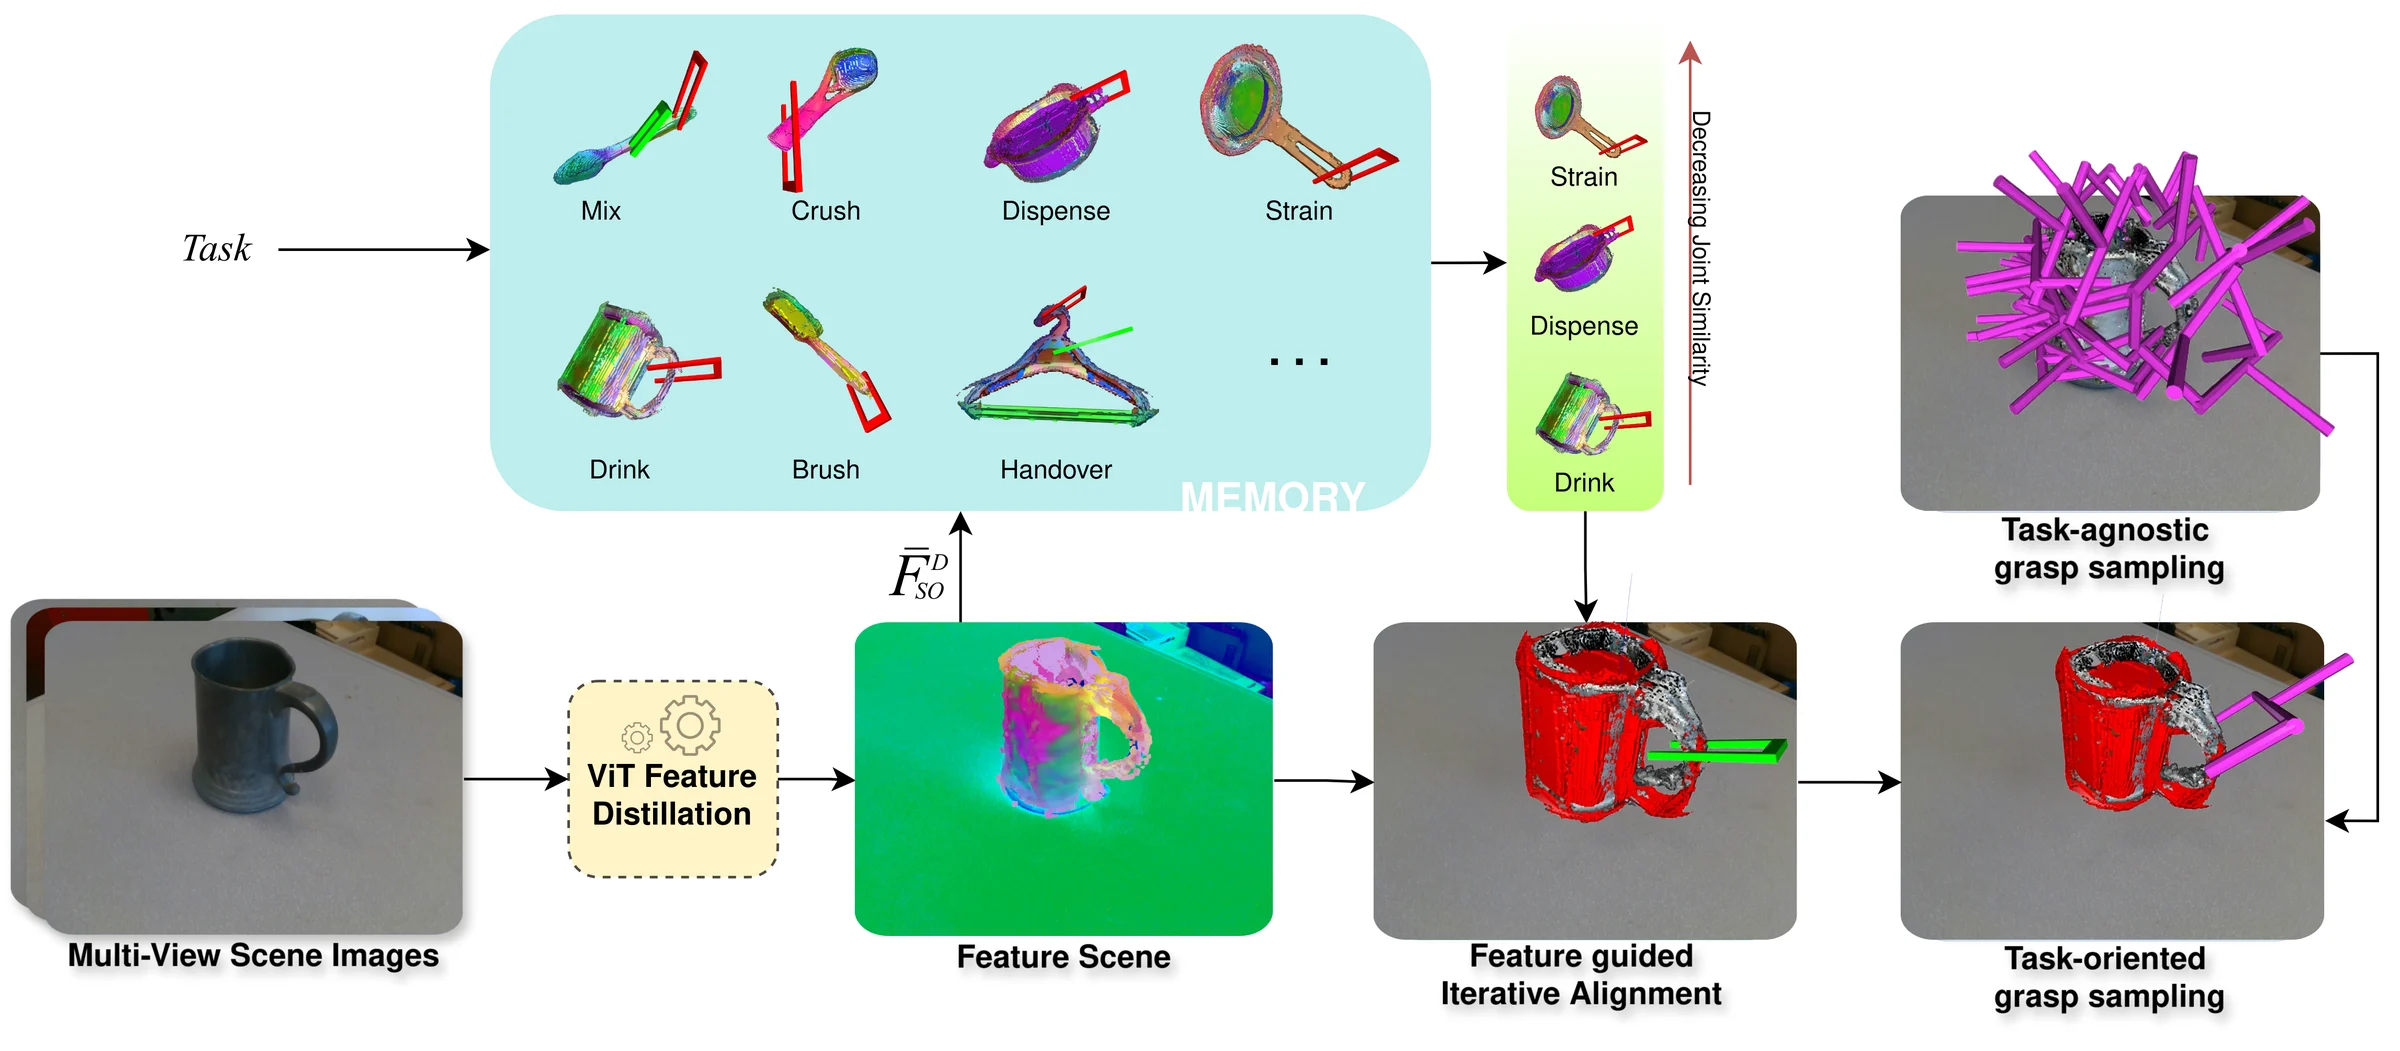 Task
Mix
Crush
Dispense
Strain
Drink
Brush
Handover
...
MEMORY
Strain
Dispense
Drink
Decreasing Joint Similarity
Task-agnostic
grasp sampling
F̅ᴰSO
ViT Feature
Distillation
Multi-View Scene Images
Feature Scene
Feature guided
Iterative Alignment
Task-oriented
grasp sampling